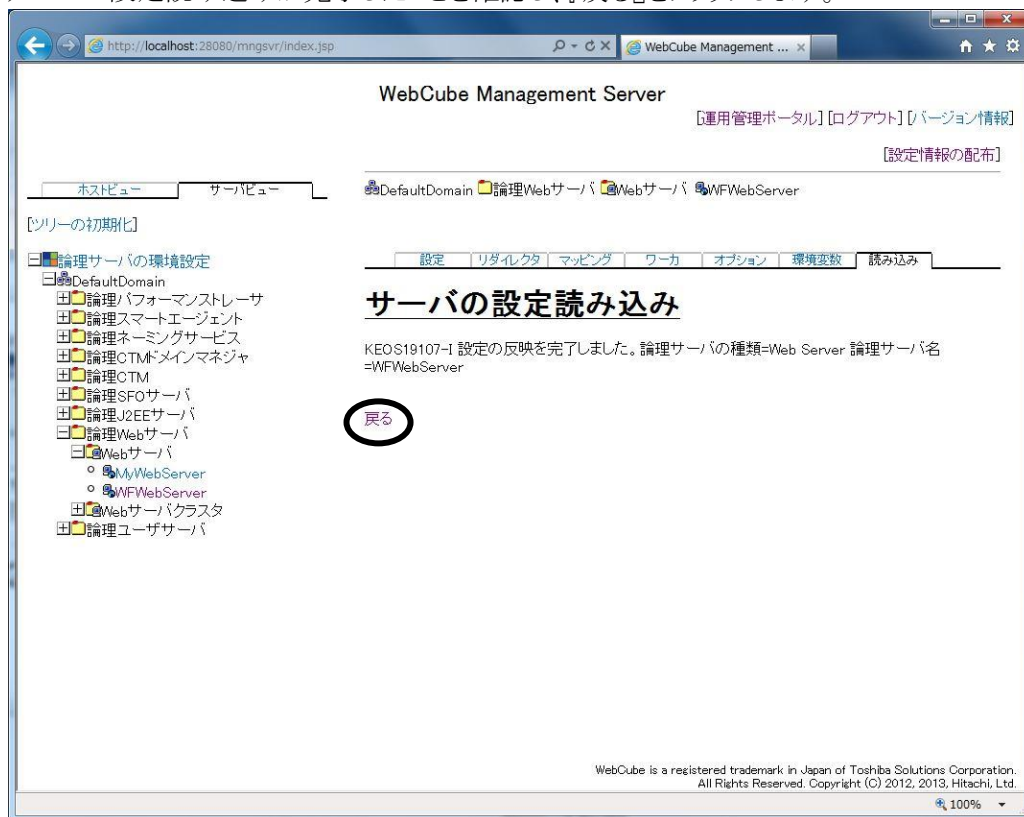 http://localhost:28080/mngsvr/index.jsp
WebCube Management ...
WebCube Management Server
[運用管理ポータル] [ログアウト] [バージョン情報]
[設定情報の配布]
ホストビュー サーバビュー
DefaultDomain 論理Webサーバ Webサーバ WFWebServer
[ツリーの初期化]
論理サーバの環境設定
DefaultDomain
論理パフォーマンストレーサ
論理スマートエージェント
論理ネーミングサービス
論理CTMドメインマネジャ
論理CTM
論理SFOサーバ
論理J2EEサーバ
論理Webサーバ
Webサーバ
MyWebServer
WFWebServer
Webサーバクラスタ
論理ユーザサーバ
設定 リダイレクタ マッピング ワーカ オプション 環境変数 読み込み
サーバの設定読み込み
KEOS19107-I 設定の反映を完了しました。論理サーバの種類=Web Server 論理サーバ名
=WFWebServer
戻る
WebCube is a registered trademark in Japan of Toshiba Solutions Corporation.
All Rights Reserved. Copyright (C) 2012, 2013, Hitachi, Ltd.
100%